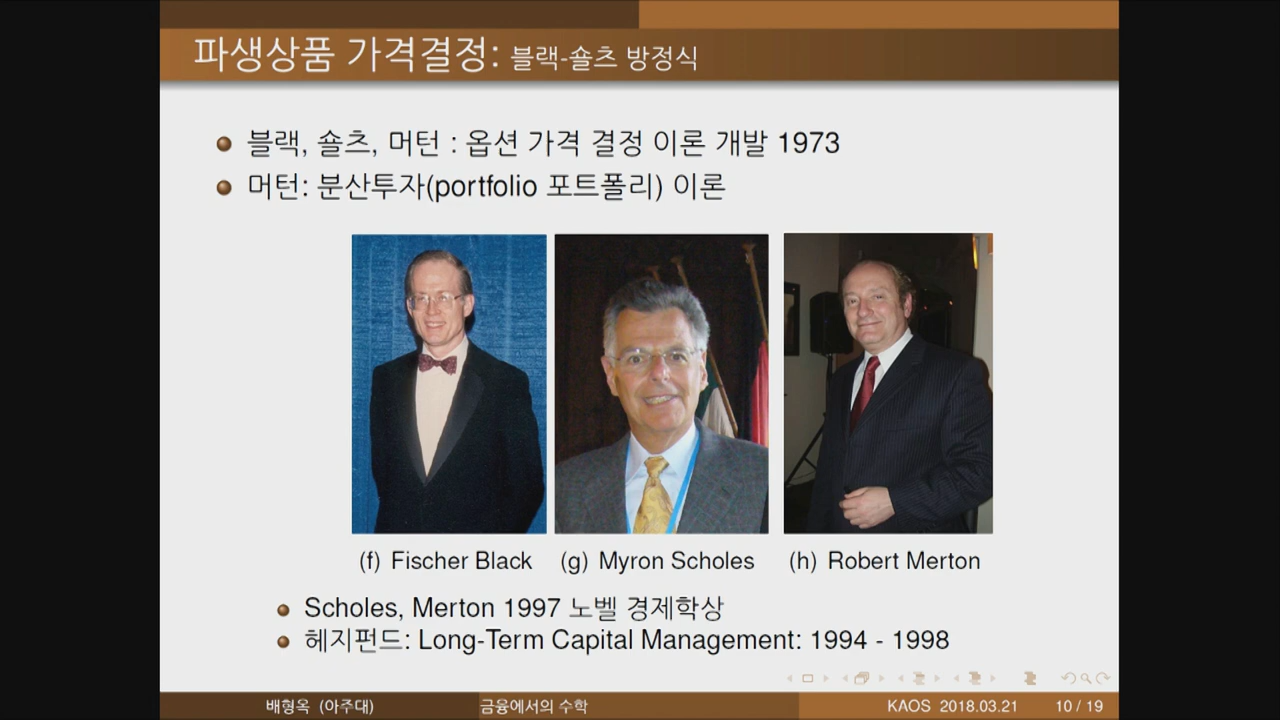 파생상품 가격결정: 블랙-숄츠 방정식
블랙, 숄츠, 머턴 : 옵션 가격 결정 이론 개발 1973
머턴: 분산투자(portfolio 포트폴리) 이론
(f) Fischer Black
(g) Myron Scholes
(h) Robert Merton
Scholes, Merton 1997 노벨 경제학상
헤지펀드: Long-Term Capital Management: 1994 - 1998
배형옥 (아주대) 금융에서의 수학 KAOS 2018.03.21 10 / 19